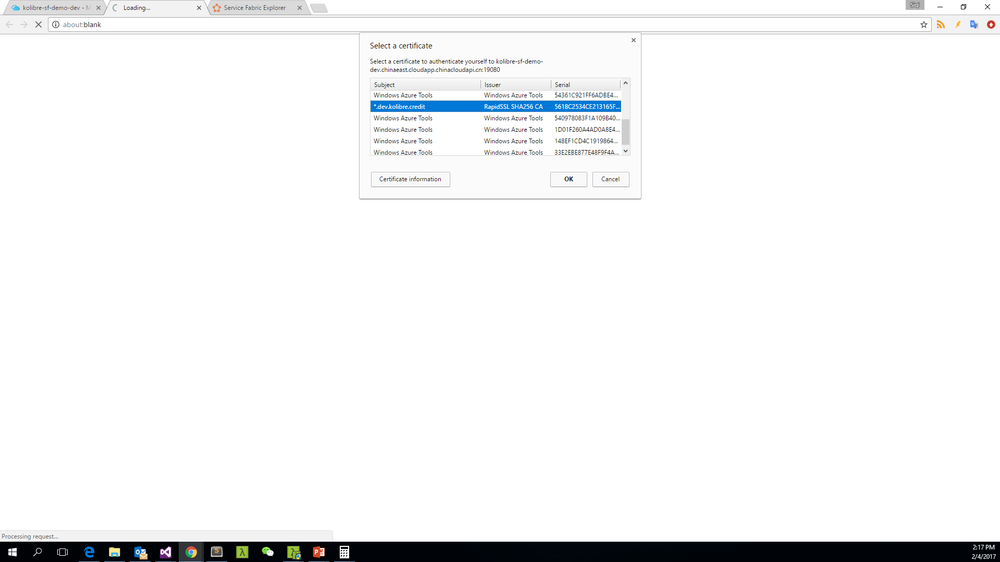 kolibre-sf-demo-dev - M
Loading...
Service Fabric Explorer
Siqi
about:blank
Select a certificate
Select a certificate to authenticate yourself to kolibre-sf-demo-
dev.chinaeast.cloudapp.chinacloudapi.cn:19080
Subject Issuer Serial
Windows Azure Tools Windows Azure Tools 54361C921FF6ADBE4...
*.dev.kolibre.credit RapidSSL SHA256 CA 5618C2534CE213165F...
Windows Azure Tools Windows Azure Tools 540978083F1A109B40...
Windows Azure Tools Windows Azure Tools 1D01F260A4AD0A8E4...
Windows Azure Tools Windows Azure Tools 148EF1CD4C1919864...
Windows Azure Tools Windows Azure Tools 33E2EBE877E48F9F4A...
Certificate information
OK
Cancel
Processing request...
2:17 PM
2/4/2017